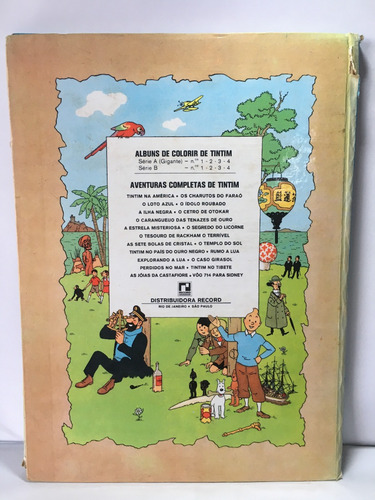 ALBUNS DE COLORIR DE TINTIM
Série A (Gigante) - nos 1 - 2 - 3 - 4
Série B - nos 1 - 2 - 3 - 4
AVENTURAS COMPLETAS DE TINTIM
TINTIM NA AMÉRICA • OS CHARUTOS DO FARAÓ
O LOTO AZUL • O ÍDOLO ROUBADO
A ILHA NEGRA • O CETRO DE OTOKAR
O CARANGUEIJO DAS TENAZES DE OURO
A ESTRELA MISTERIOSA • O SEGREDO DO LICORNE
O TESOURO DE RACKHAM O TERRÍVEL
AS SETE BOLAS DE CRISTAL • O TEMPLO DO SOL
TINTIM NO PAÍS DO OURO NEGRO • RUMO A LUA
EXPLORANDO A LUA • O CASO GIRASOL
PERDIDOS NO MAR • TINTIM NO TIBETE
AS JÓIAS DA CASTAFIORE • VÔO 714 PARA SIDNEY
DISTRIBUIDORA RECORD
RIO DE JANEIRO • SÃO PAULO